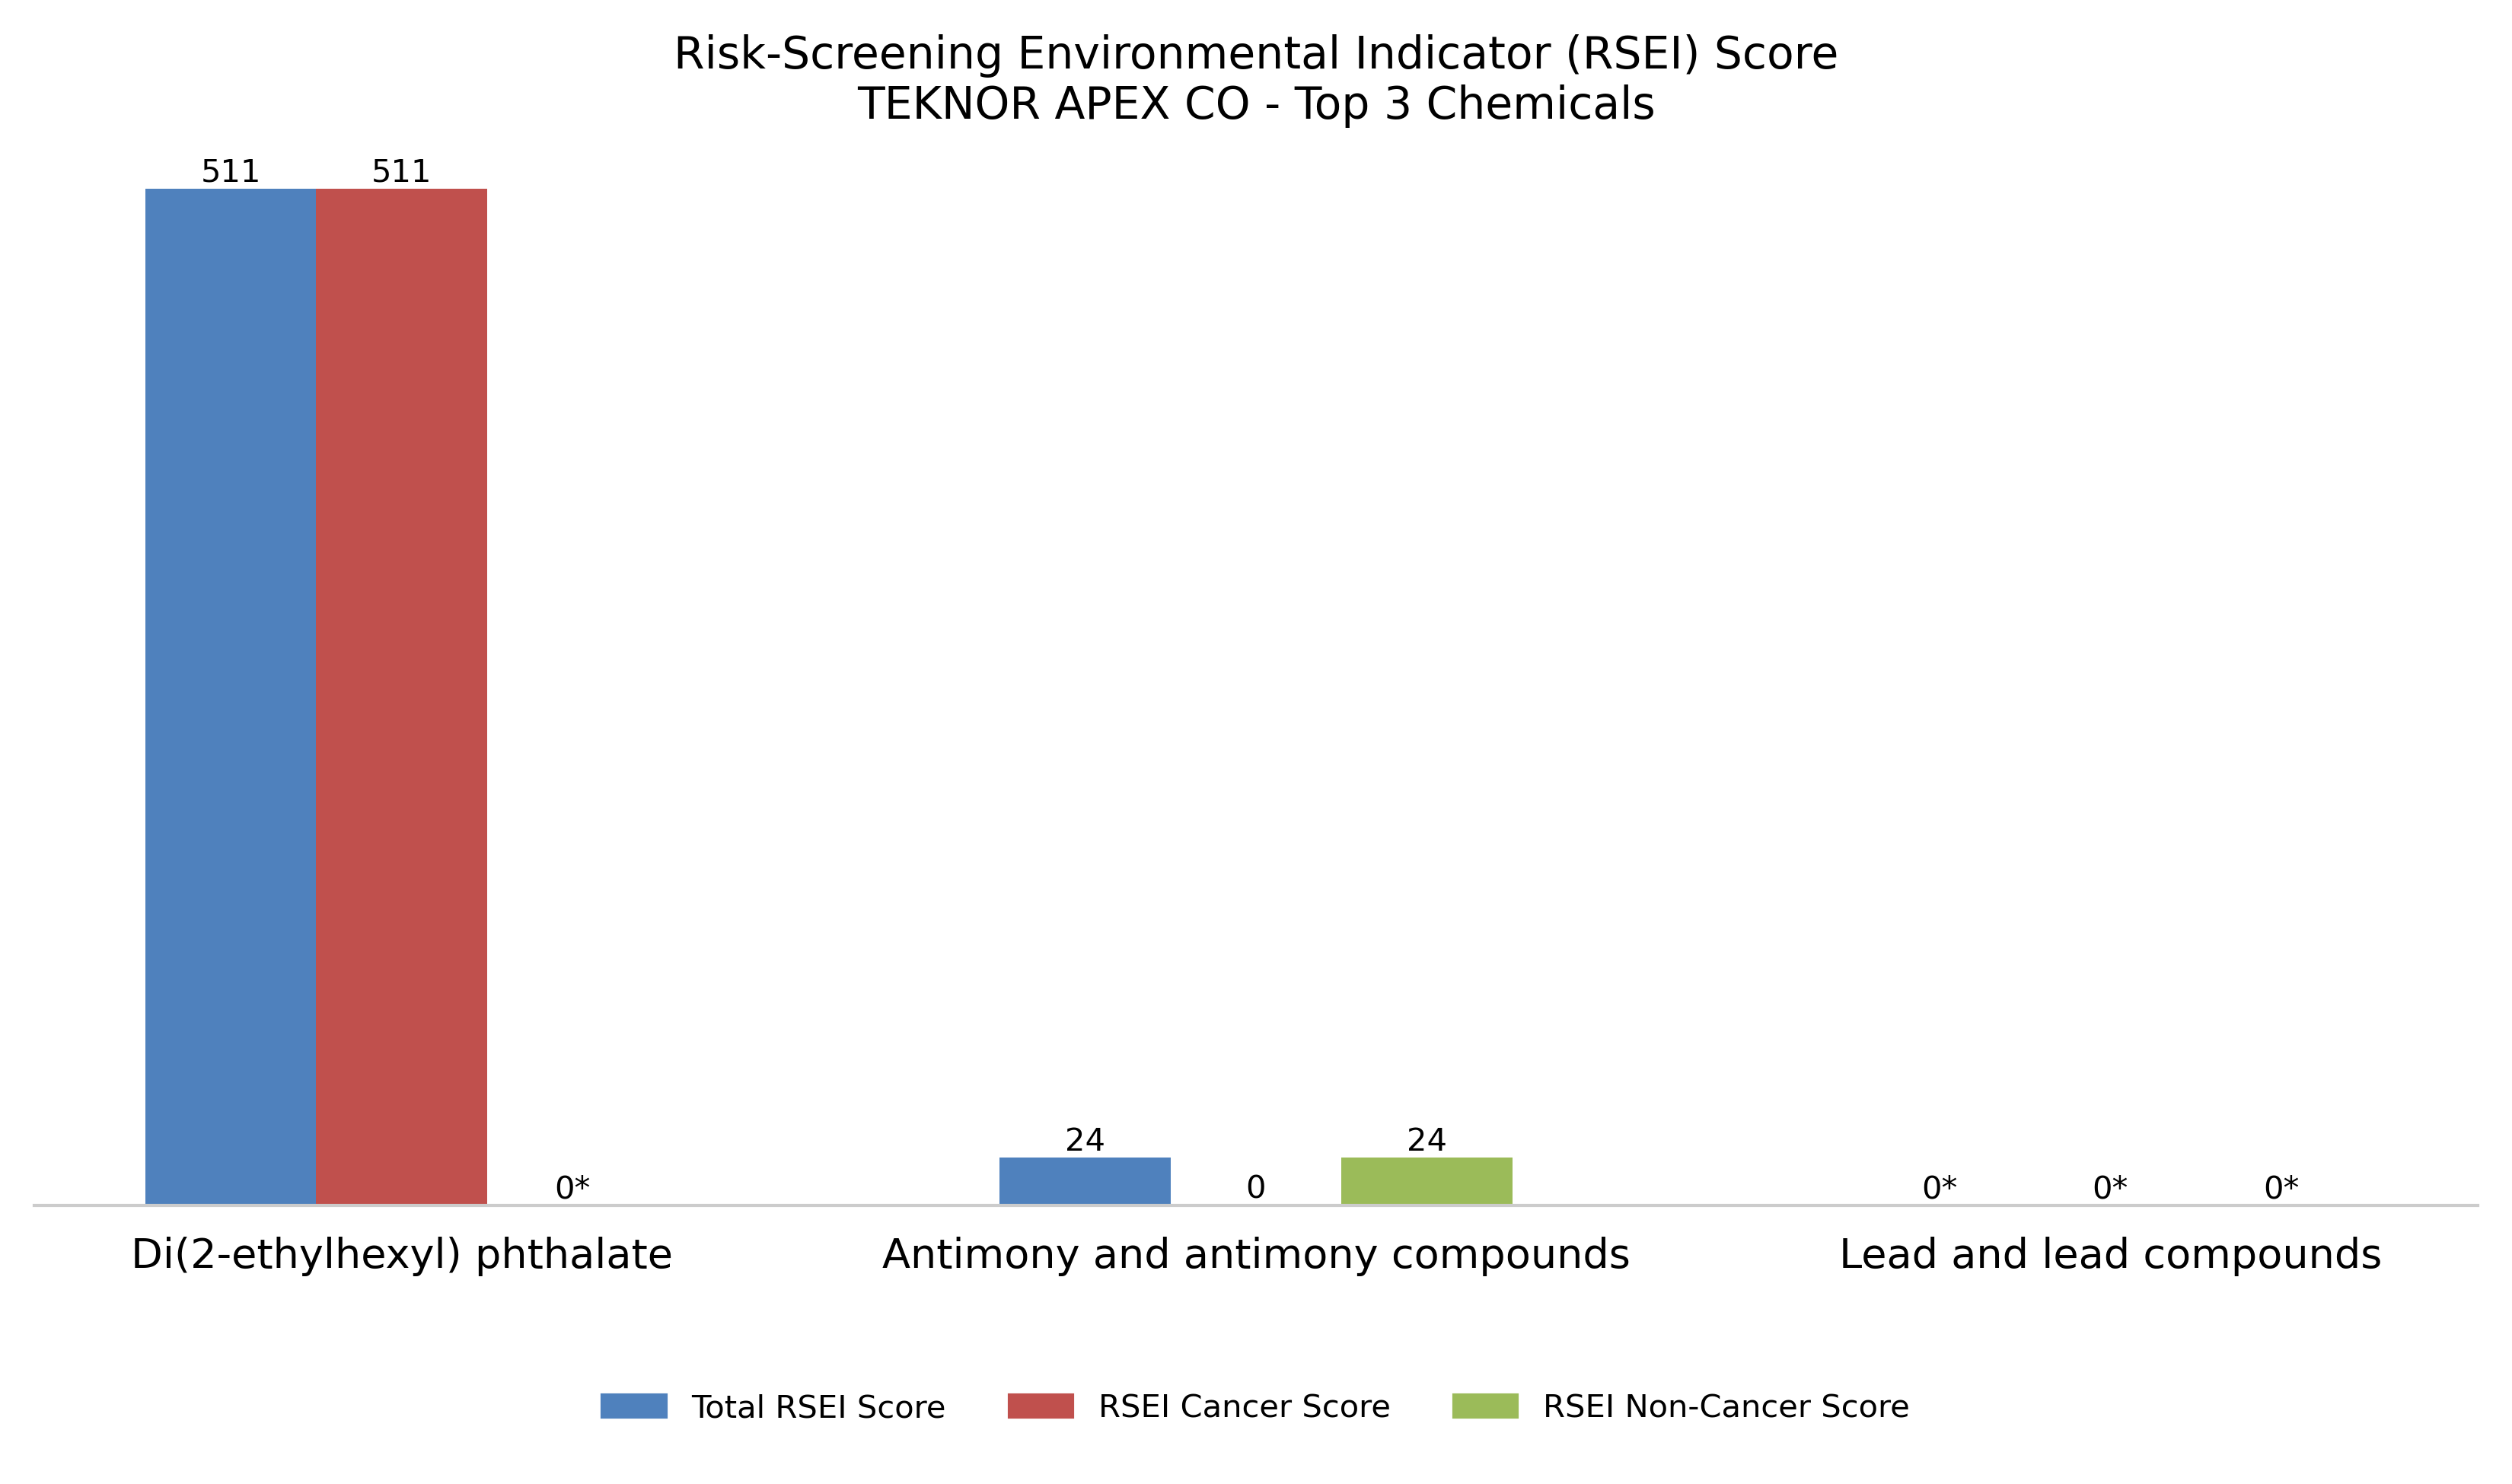 Risk-Screening Environmental Indicator (RSEI) Score
TEKNOR APEX CO - Top 3 Chemicals
511
511
0*
24
0
24
0*
0*
0*
Di(2-ethylhexyl) phthalate
Antimony and antimony compounds
Lead and lead compounds
Total RSEI Score
RSEI Cancer Score
RSEI Non-Cancer Score